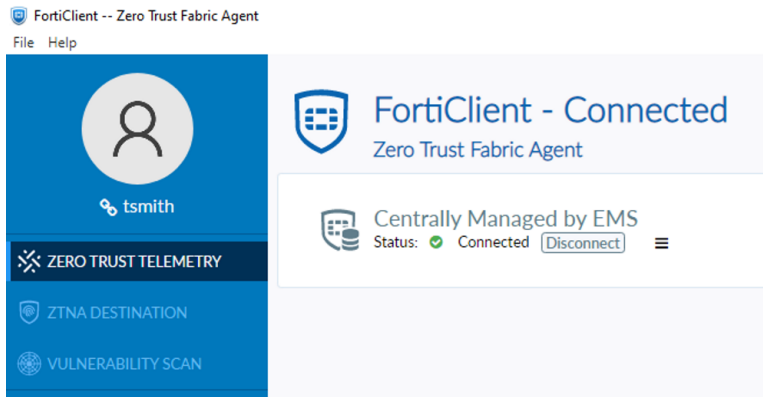 FortiClient -- Zero Trust Fabric Agent
File Help
tsmith
ZERO TRUST TELEMETRY
ZTNA DESTINATION
VULNERABILITY SCAN
FortiClient - Connected
Zero Trust Fabric Agent
Centrally Managed by EMS
Status: Connected Disconnect